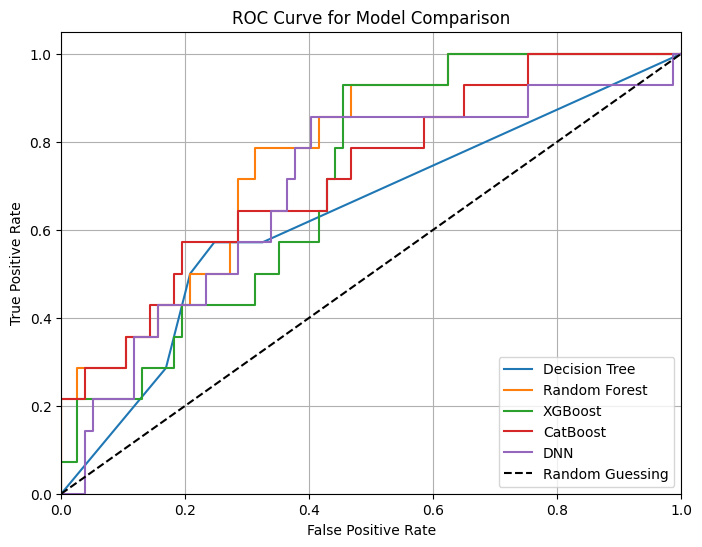 ROC Curve for Model Comparison
True Positive Rate
1.0
0.8
0.6
0.4
0.2
0.0
0.0 0.2 0.4 0.6 0.8 1.0
False Positive Rate
Decision Tree
Random Forest
XGBoost
CatBoost
DNN
Random Guessing